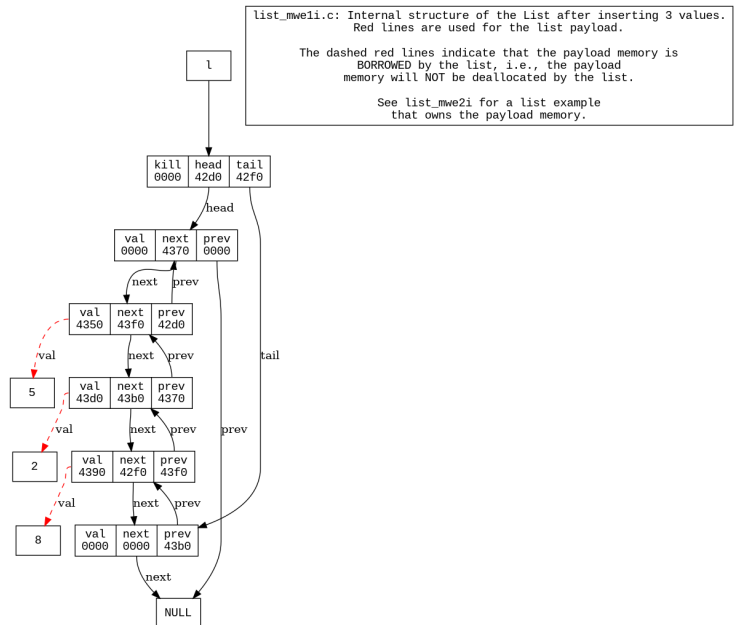 list_mwe1i.c: Internal structure of the List after inserting 3 values.
Red lines are used for the list payload.
The dashed red lines indicate that the payload memory is
BORROWED by the list, i.e., the payload
memory will NOT be deallocated by the list.
See list_mwe2i for a list example
that owns the payload memory.
l
kill head tail
0000 42d0 42f0
head
val next prev
0000 4370 0000
next prev
val next prev
4350 43f0 42d0
val next prev tail
5
val next prev
43d0 43b0 4370
val next prev prev
2
val next prev
4390 42f0 43f0
val next prev
8
val next prev
0000 0000 43b0
next
NULL